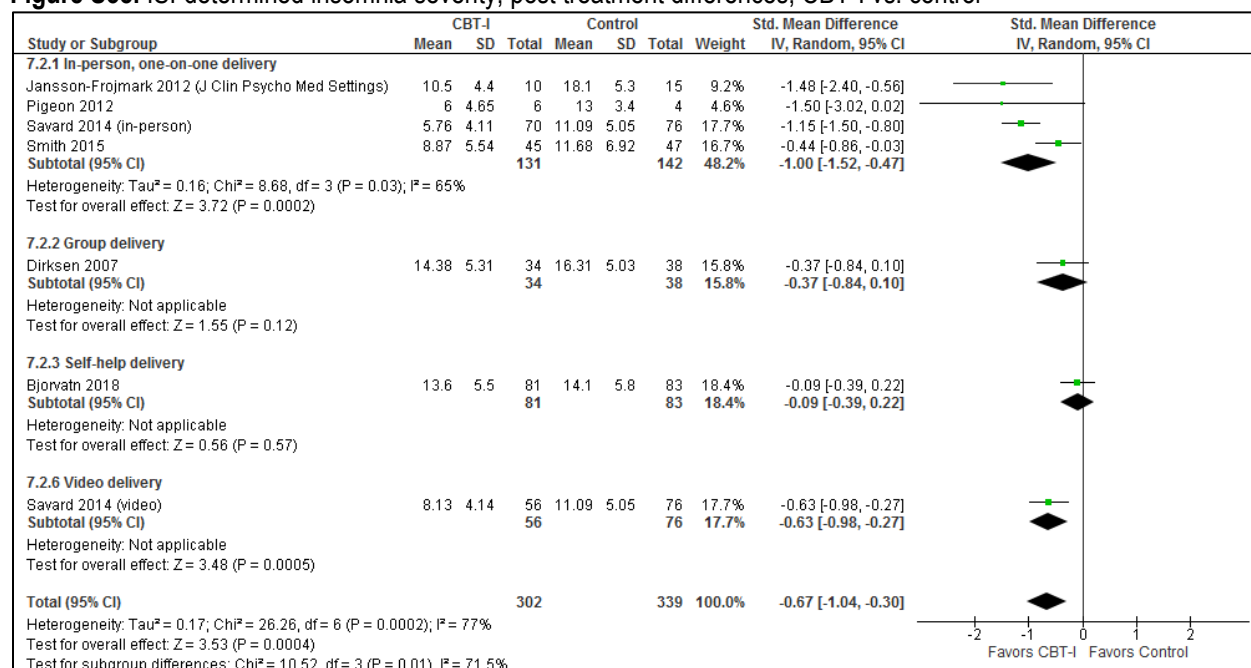 CBT-I Control Std. Mean Difference Std. Mean Difference
Study or Subgroup Mean SD Total Mean SD Total Weight IV, Random, 95% CI IV, Random, 95% CI
7.2.1 In-person, one-on-one delivery
Jansson-Frojmark 2012 (J Clin Psycho Med Settings) 10.5 4.4 10 18.1 5.3 15 9.2% -1.48 [-2.40, -0.56]
Pigeon 2012 6 4.65 6 13 3.4 4 4.6% -1.50 [-3.02, 0.02]
Savard 2014 (in-person) 5.76 4.11 70 11.09 5.05 76 17.7% -1.15 [-1.50, -0.80]
Smith 2015 8.87 5.54 45 11.68 6.92 47 16.7% -0.44 [-0.86, -0.03]
Subtotal (95% CI) 131 142 48.2% -1.00 [-1.52, -0.47]
Heterogeneity: Tau² = 0.16; Chi² = 8.68, df = 3 (P = 0.03); I² = 65%
Test for overall effect: Z = 3.72 (P = 0.0002)
7.2.2 Group delivery
Dirksen 2007 14.38 5.31 34 16.31 5.03 38 15.8% -0.37 [-0.84, 0.10]
Subtotal (95% CI) 34 38 15.8% -0.37 [-0.84, 0.10]
Heterogeneity: Not applicable
Test for overall effect: Z = 1.55 (P = 0.12)
7.2.3 Self-help delivery
Bjorvatn 2018 13.6 5.5 81 14.1 5.8 83 18.4% -0.09 [-0.39, 0.22]
Subtotal (95% CI) 81 83 18.4% -0.09 [-0.39, 0.22]
Heterogeneity: Not applicable
Test for overall effect: Z = 0.56 (P = 0.57)
7.2.6 Video delivery
Savard 2014 (video) 8.13 4.14 56 11.09 5.05 76 17.7% -0.63 [-0.98, -0.27]
Subtotal (95% CI) 56 76 17.7% -0.63 [-0.98, -0.27]
Heterogeneity: Not applicable
Test for overall effect: Z = 3.48 (P = 0.0005)
Total (95% CI) 302 339 100.0% -0.67 [-1.04, -0.30]
Heterogeneity: Tau² = 0.17; Chi² = 26.26, df = 6 (P = 0.0002); I² = 77%
Test for overall effect: Z = 3.53 (P = 0.0004)
Test for subgroup differences: Chi² = 10.52, df = 3 (P = 0.01), I² = 71.5%
-2 -1 0 1 2
Favors CBT-I Favors Control